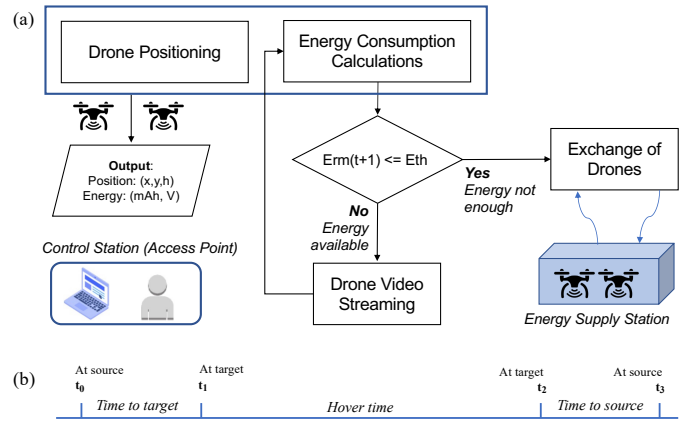 (a)
Drone Positioning
Energy Consumption
Calculations
Output:
Position: (x,y,h)
Energy: (mAh, V)
Erm(t+1) <= Eth
Yes
Energy not
enough
Exchange of
Drones
No
Energy
available
Control Station (Access Point)
Drone Video
Streaming
Energy Supply Station
(b)
At source
t0
At target
t1
At target
t2
At source
t3
Time to target
Hover time
Time to source